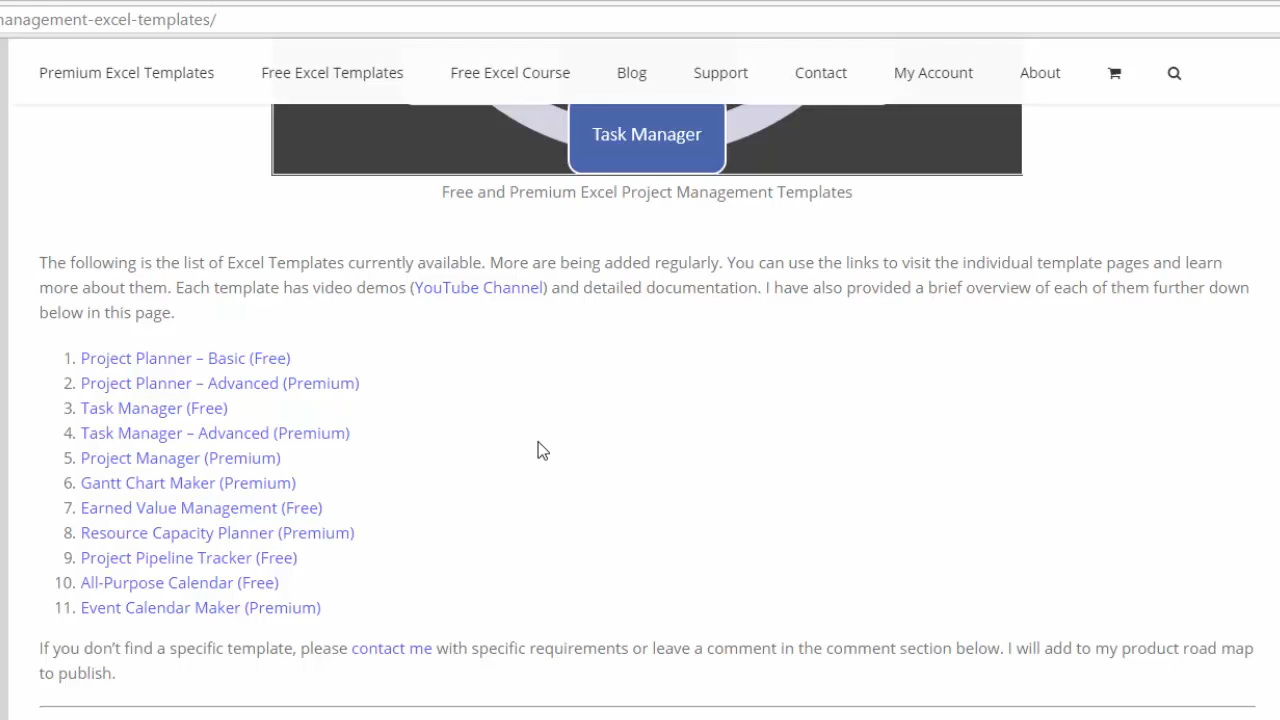 management-excel-templates/
Premium Excel Templates Free Excel Templates Free Excel Course Blog Support Contact My Account About
Task Manager
Free and Premium Excel Project Management Templates
The following is the list of Excel Templates currently available. More are being added regularly. You can use the links to visit the individual template pages and learn
more about them. Each template has video demos (YouTube Channel) and detailed documentation. I have also provided a brief overview of each of them further down
below in this page.
1. Project Planner – Basic (Free)
2. Project Planner – Advanced (Premium)
3. Task Manager (Free)
4. Task Manager – Advanced (Premium)
5. Project Manager (Premium)
6. Gantt Chart Maker (Premium)
7. Earned Value Management (Free)
8. Resource Capacity Planner (Premium)
9. Project Pipeline Tracker (Free)
10. All-Purpose Calendar (Free)
11. Event Calendar Maker (Premium)
If you don't find a specific template, please contact me with specific requirements or leave a comment in the comment section below. I will add to my product road map
to publish.